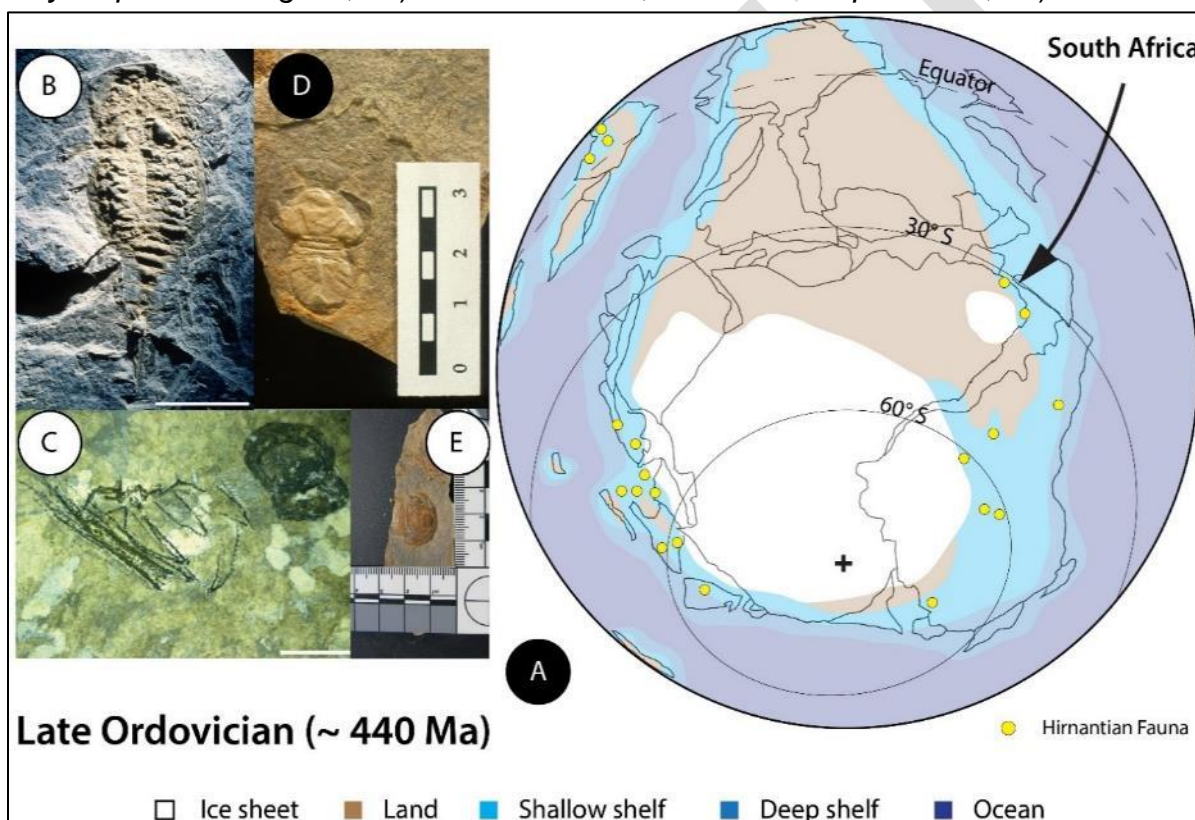 B
D
3
2
1
0
C
E
A
South Africa
Equator
30° S
60° S
+
Late Ordovician (~ 440 Ma)
Hirnantian Fauna
Ice sheet
Land
Shallow shelf
Deep shelf
Ocean